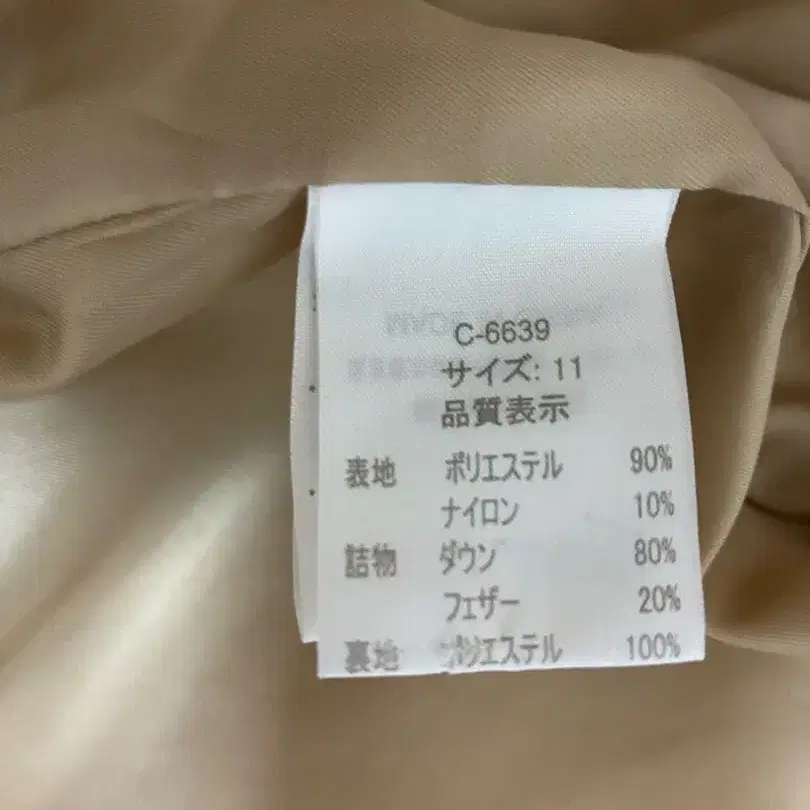 C-6639
サイズ: 11
品質表示
表地 ポリエステル 90%
ナイロン 10%
詰物 ダウン 80%
フェザー 20%
裏地 ポリエステル 100%